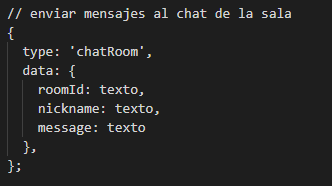 // enviar mensajes al chat de la sala
{
type: 'chatRoom',
data: {
roomId: texto,
nickname: texto,
message: texto
},
};